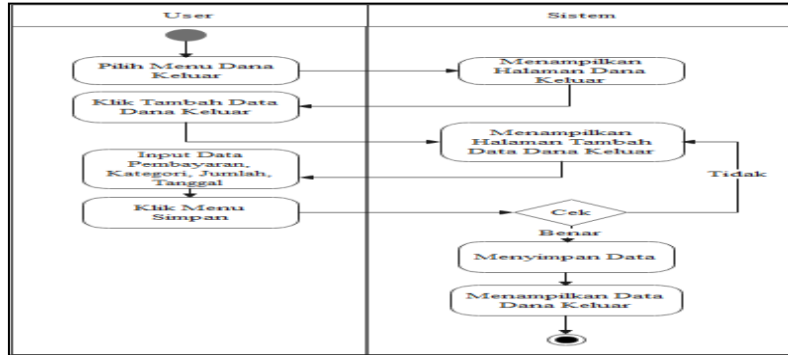 User
Sistem
Pilih Menu Dana
Keluar
Menampilkan
Halaman Dana
Keluar
Klik Tambah Data
Dana Keluar
Menampilkan
Halaman Tambah
Data Dana Keluar
Input Data
Pembayaran,
Kategori, Jumlah,
Tanggal
Tidak
Klik Menu
Simpan
Cek
Benar
Menyimpan Data
Menampilkan Data
Dana Keluar